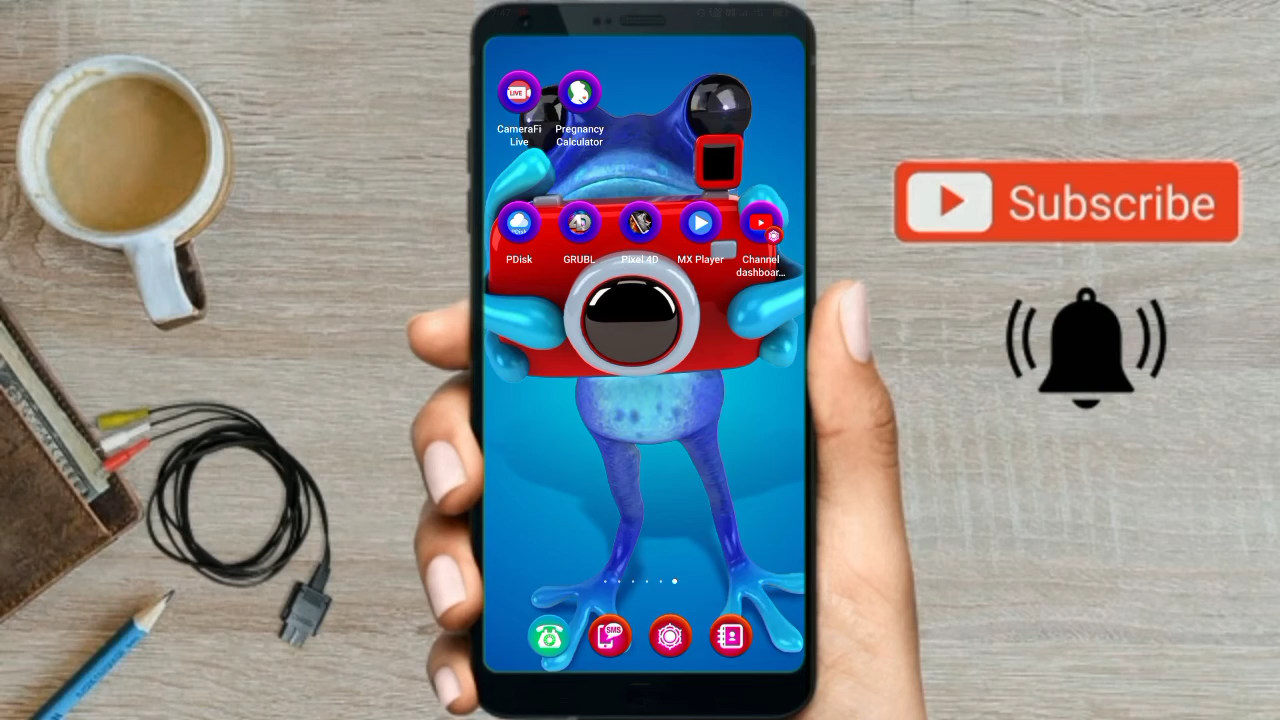 LIVE
CameraFi
Live
Pregnancy
Calculator
PDisk
GRUBL
Pixel 4D
MX Player
Channel
dashboar...
SMS
Subscribe